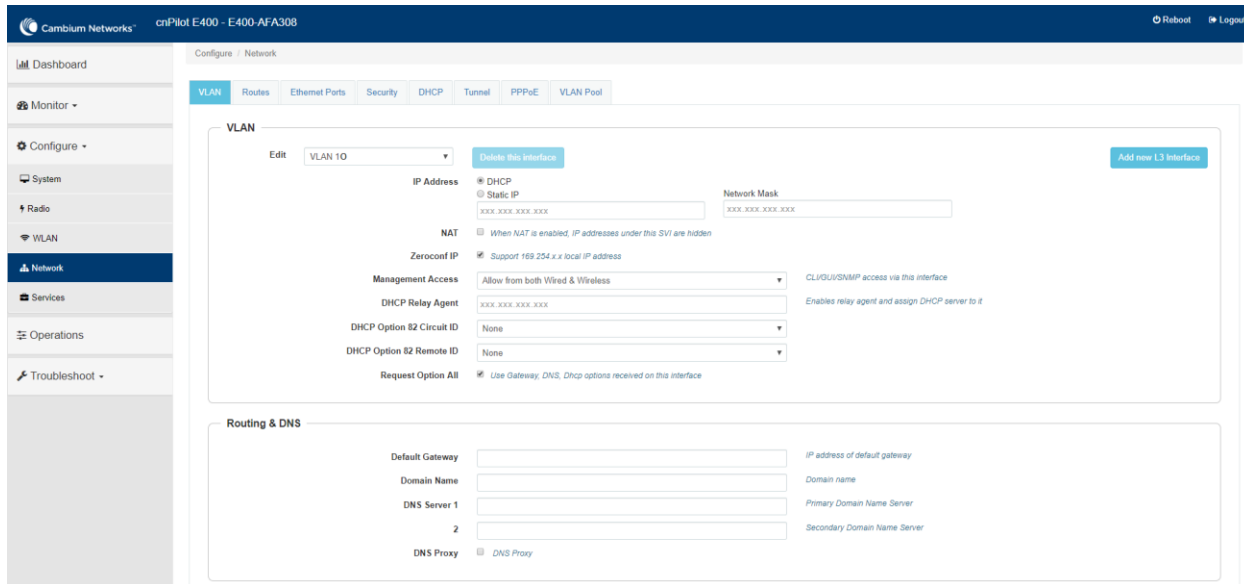 Cambium Networks™ cnPilot E400 - E400-AFA308 Reboot Logou
Configure / Network
Dashboard
Monitor
Configure
System
Radio
WLAN
Network
Services
Operations
Troubleshoot
VLAN Routes Ethernet Ports Security DHCP Tunnel PPPoE VLAN Pool
VLAN
Edit VLAN 1O Delete this interface Add new L3 Interface
IP Address DHCP
Static IP Network Mask
xxx.xxx.xxx.xxx xxx.xxx.xxx.xxx
NAT When NAT is enabled, IP addresses under this SVI are hidden
Zeroconf IP Support 169.254.x.x local IP address
Management Access Allow from both Wired & Wireless CLI/GUI/SNMP access via this interface
DHCP Relay Agent xxx.xxx.xxx.xxx Enables relay agent and assign DHCP server to it
DHCP Option 82 Circuit ID None
DHCP Option 82 Remote ID None
Request Option All Use Gateway, DNS, Dhcp options received on this interface
Routing & DNS
Default Gateway IP address of default gateway
Domain Name Domain name
DNS Server 1 Primary Domain Name Server
2 Secondary Domain Name Server
DNS Proxy DNS Proxy